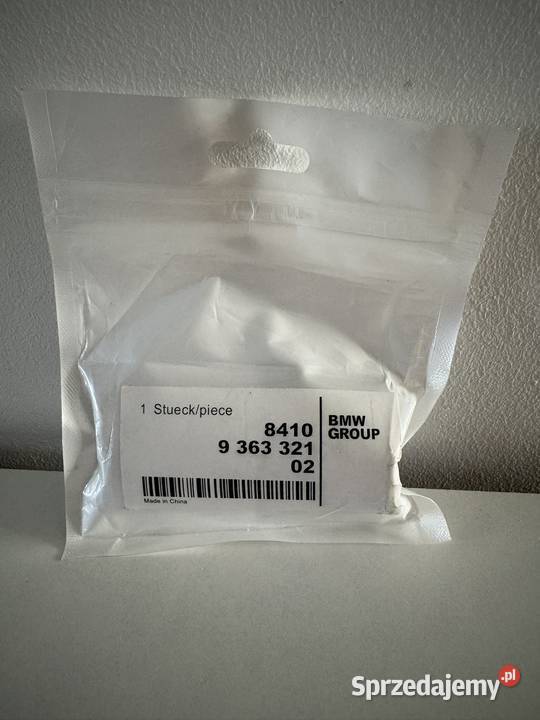 1 Stueck/piece
8410
9 363 321
02
BMW
GROUP
Made in China
Sprzedajemy.pl